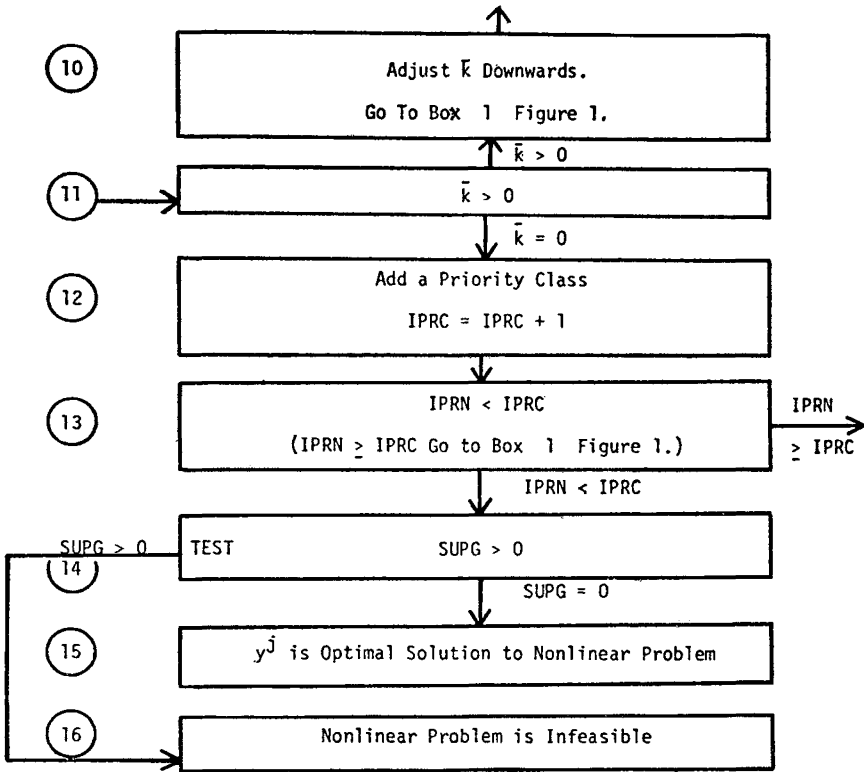 10
Adjust k̄ Downwards.
Go To Box 1 Figure 1.
k̄ > 0
11
k̄ > 0
k̄ = 0
12
Add a Priority Class
IPRC = IPRC + 1
13
IPRN < IPRC
(IPRN ≥ IPRC Go to Box 1 Figure 1.)
IPRN
≥ IPRC
IPRN < IPRC
SUPG > 0
14
TEST SUPG > 0
SUPG = 0
15
y^j is Optimal Solution to Nonlinear Problem
16
Nonlinear Problem is Infeasible